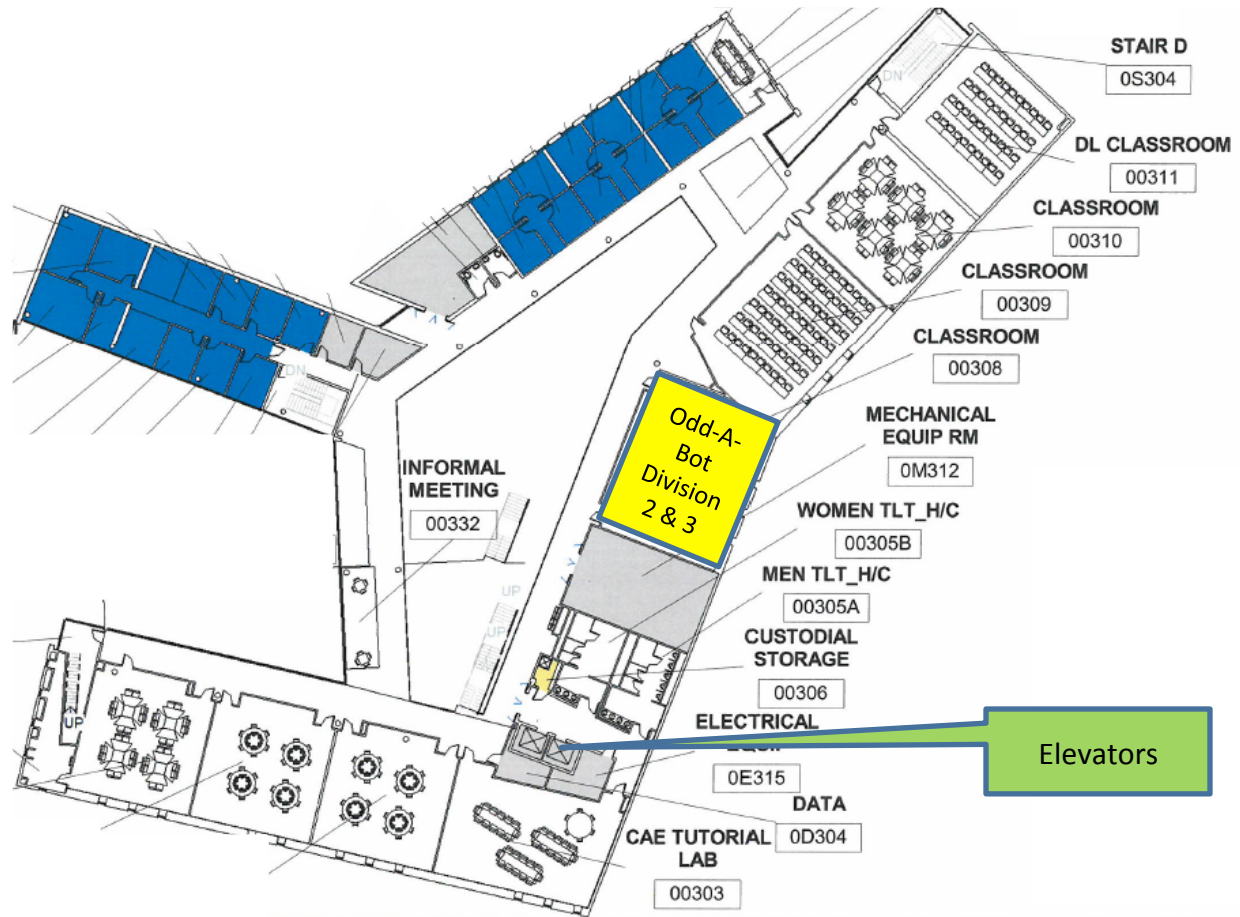 STAIR D
0S304
DN
DL CLASSROOM
00311
CLASSROOM
00310
CLASSROOM
00309
CLASSROOM
00308
Odd-A-
Bot
Division
2 & 3
MECHANICAL
EQUIP RM
0M312
DN
INFORMAL
MEETING
00332
WOMEN TLT_H/C
00305B
MEN TLT_H/C
00305A
UP
UP
CUSTODIAL
STORAGE
00306
UP
ELECTRICAL
EQUIP
0E315
Elevators
DATA
0D304
CAE TUTORIAL
LAB
00303